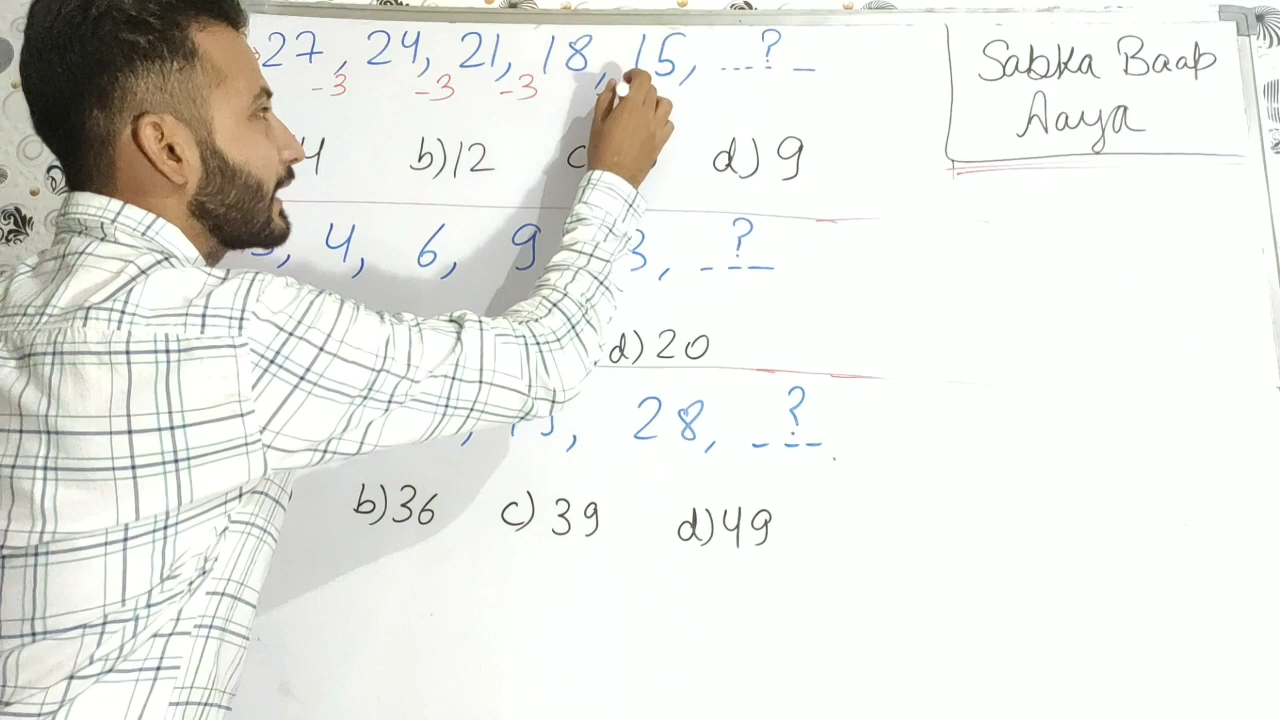 27, 24, 21, 18, 15, ...?_
-3 -3 -3
Sabka Baap
Aaya
b)12 d)9
4, 6, 9 3, _?_
d)20
, 28, _?_
b)36 c)39 d)49